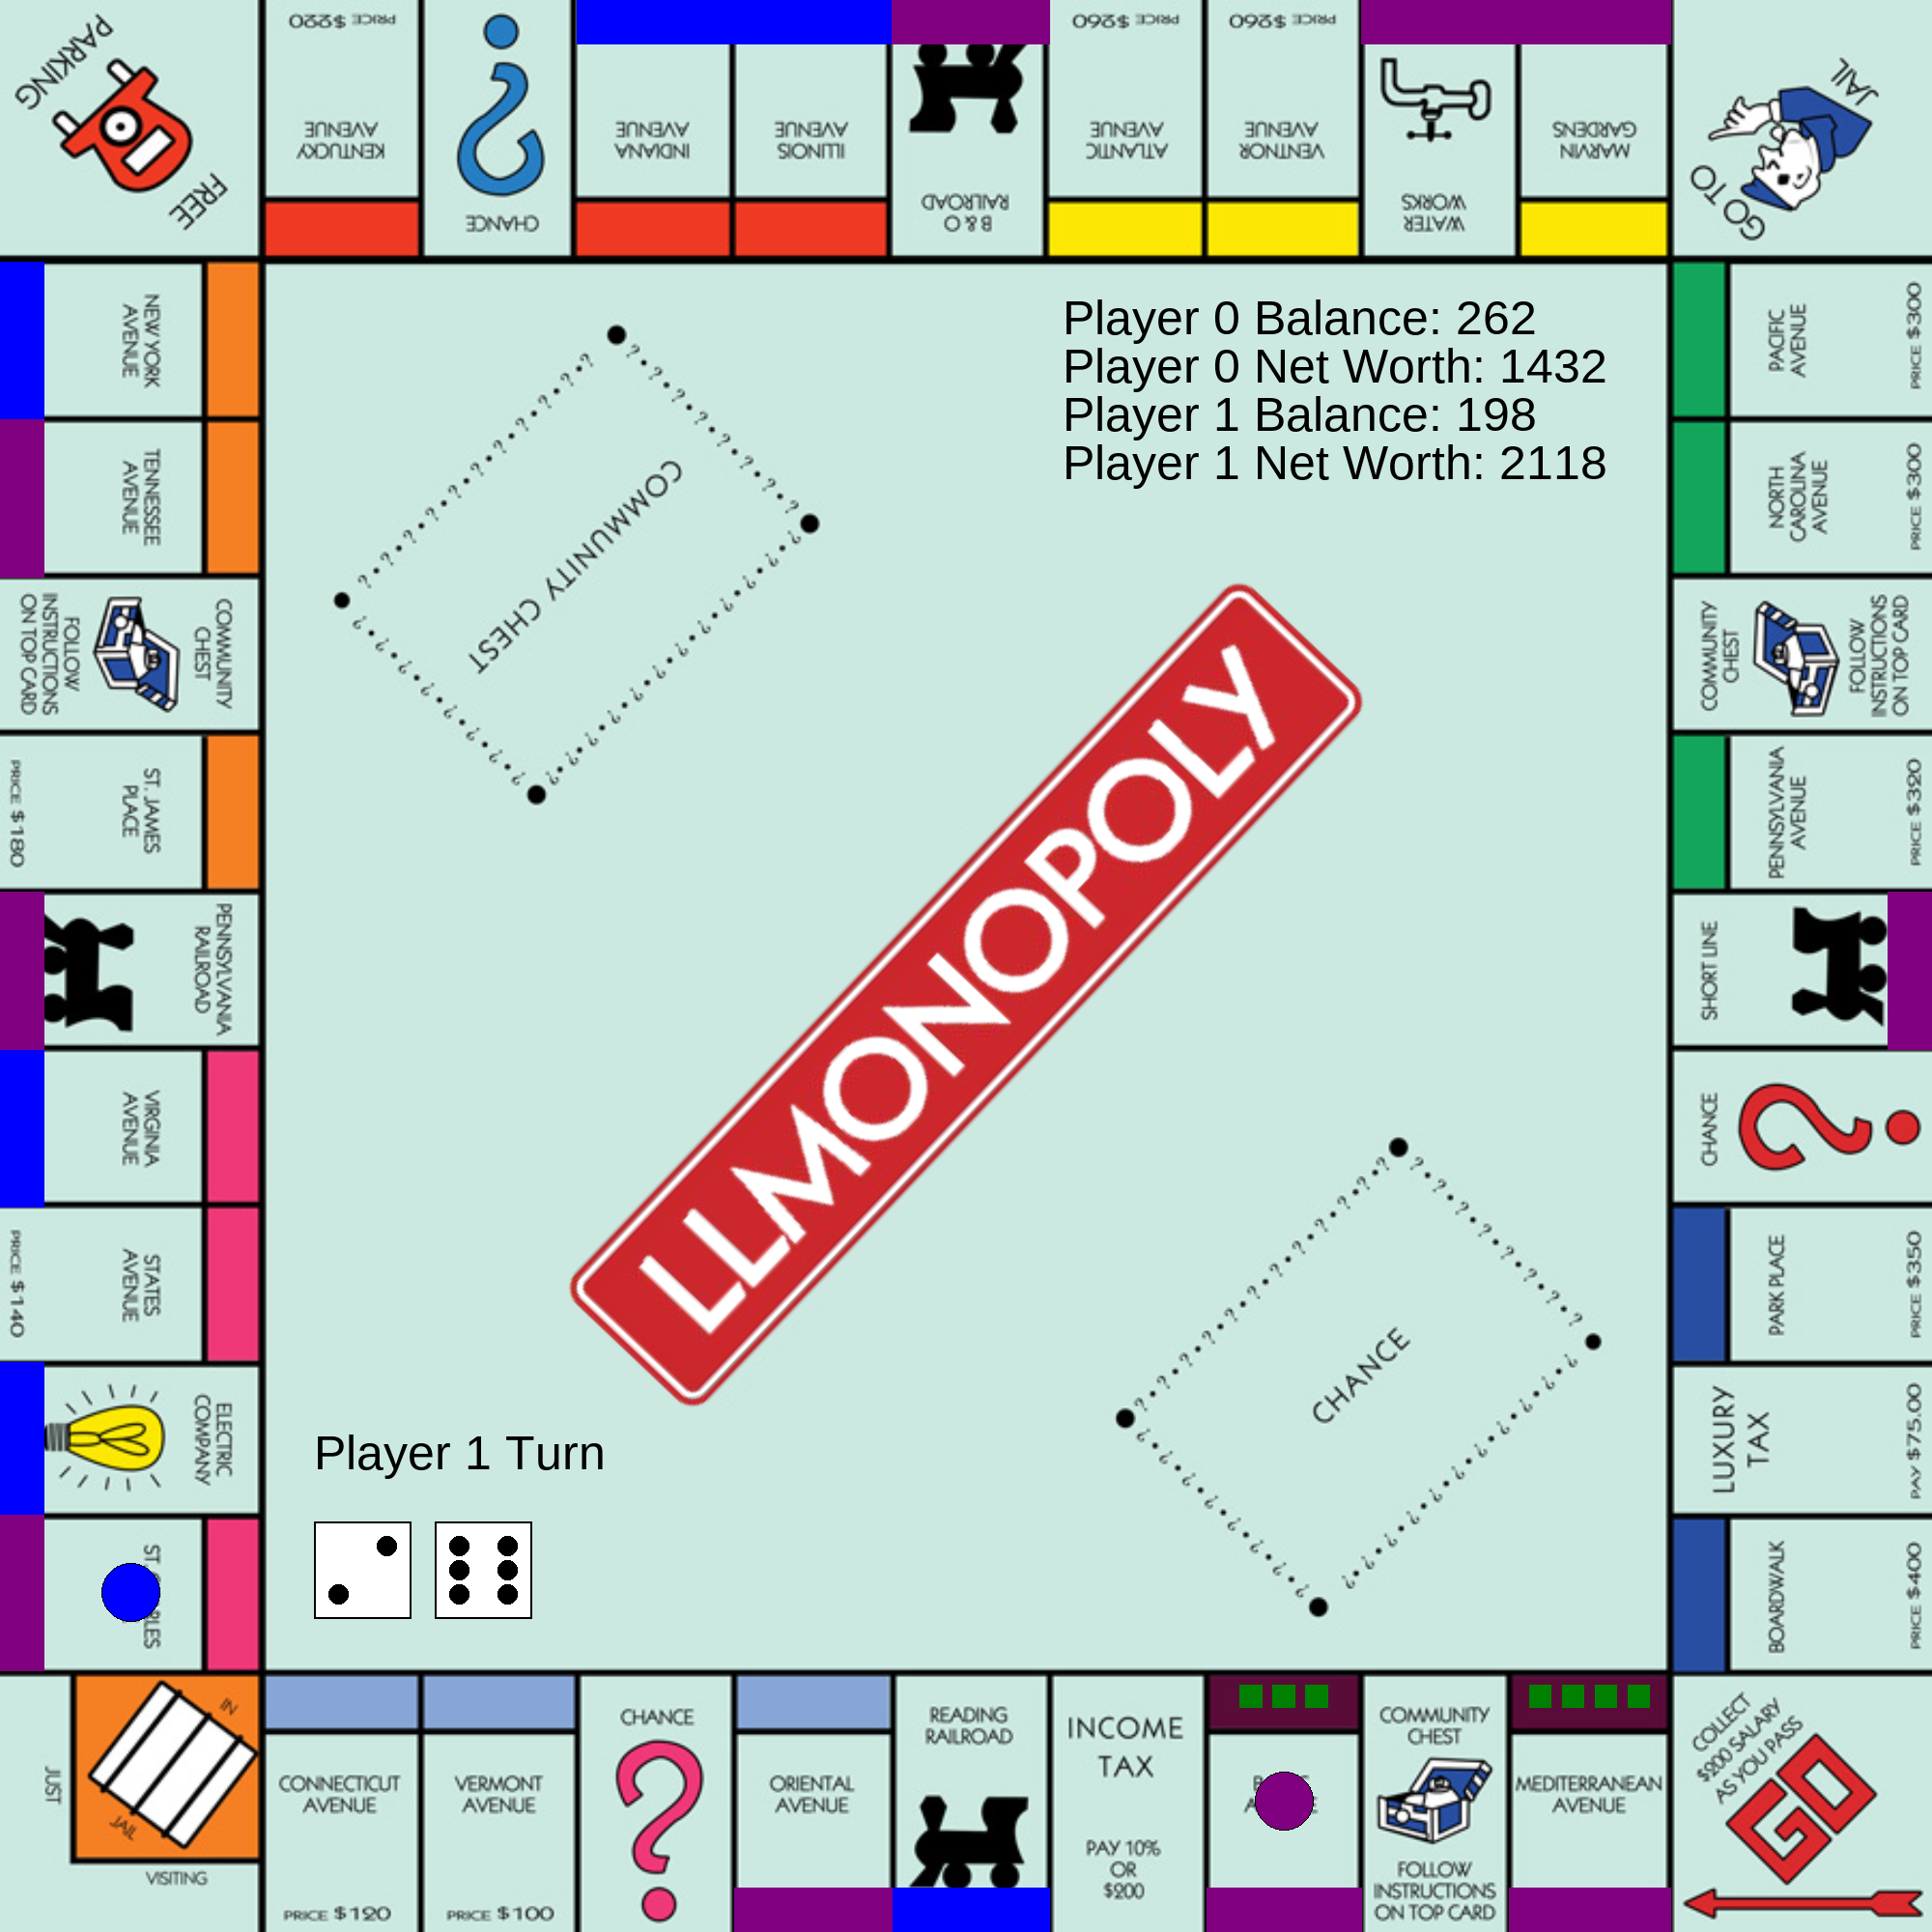 PARKING
FREE
PRICE $220
KENTUCKY
AVENUE
CHANCE
INDIANA
AVENUE
ILLINOIS
AVENUE
B & O
RAILROAD
PRICE $260
ATLANTIC
AVENUE
PRICE $260
VENTNOR
AVENUE
WATER
WORKS
MARVIN
GARDENS
GO TO
JAIL
NEW YORK
AVENUE
TENNESSEE
AVENUE
COMMUNITY
CHEST
FOLLOW
INSTRUCTIONS
ON TOP CARD
ST. JAMES
PLACE
PRICE $180
PENNSYLVANIA
RAILROAD
VIRGINIA
AVENUE
STATES
AVENUE
PRICE $140
ELECTRIC
COMPANY
Player 0 Balance: 262
Player 0 Net Worth: 1432
Player 1 Balance: 198
Player 1 Net Worth: 2118
COMMUNITY CHEST
LLMONOPOLY
CHANCE
Player 1 Turn
PACIFIC
AVENUE
PRICE $300
NORTH
CAROLINA
AVENUE
PRICE $300
COMMUNITY
CHEST
FOLLOW
INSTRUCTIONS
ON TOP CARD
PENNSYLVANIA
AVENUE
PRICE $320
SHORT LINE
CHANCE
PARK PLACE
PRICE $350
LUXURY
TAX
PAY $75.00
BOARDWALK
PRICE $400
JUST
VISITING
IN
JAIL
CONNECTICUT
AVENUE
PRICE $120
VERMONT
AVENUE
PRICE $100
CHANCE
ORIENTAL
AVENUE
READING
RAILROAD
INCOME
TAX
PAY 10%
OR
$200
COMMUNITY
CHEST
FOLLOW
INSTRUCTIONS
ON TOP CARD
MEDITERRANEAN
AVENUE
COLLECT
$200 SALARY
AS YOU PASS
GO